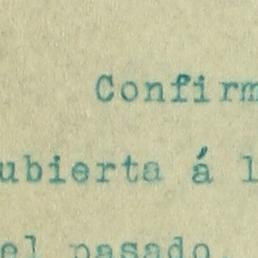 Confirm
ubierta á l
el pasado